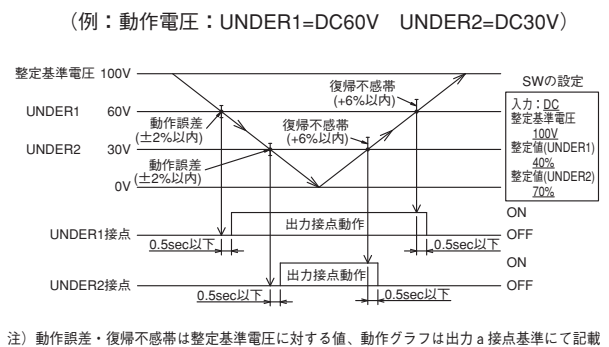 （例：動作電圧：UNDER1=DC60V　UNDER2=DC30V）
整定基準電圧 100V
UNDER1 60V
UNDER2 30V
0V
動作誤差
(±2%以内)
動作誤差
(±2%以内)
復帰不感帯
(+6%以内)
復帰不感帯
(+6%以内)
SWの設定
入力：DC
整定基準電圧
100V
整定値(UNDER1)
40%
整定値(UNDER2)
70%
UNDER1接点
出力接点動作
ON
OFF
0.5sec以下
0.5sec以下
UNDER2接点
出力接点動作
ON
OFF
0.5sec以下
0.5sec以下
注）動作誤差・復帰不感帯は整定基準電圧に対する値、動作グラフは出力a接点基準にて記載